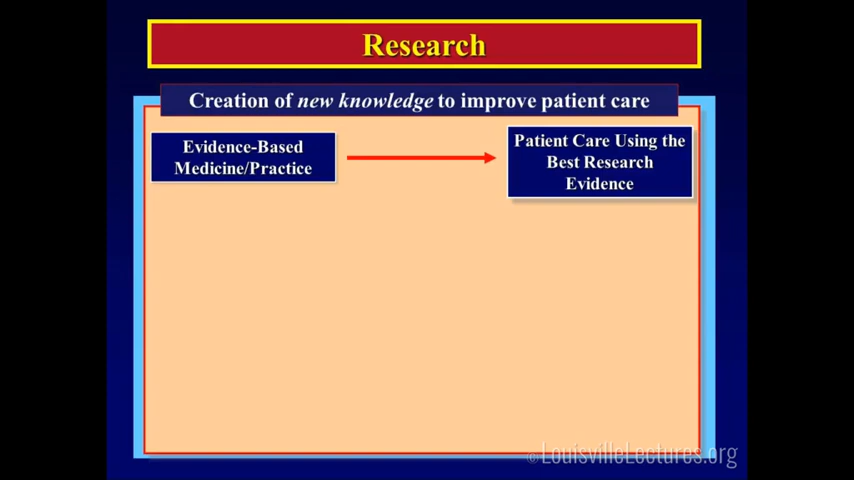 Research
Creation of new knowledge to improve patient care
Evidence-Based
Medicine/Practice
Patient Care Using the
Best Research
Evidence
© LouisvilleLectures.org